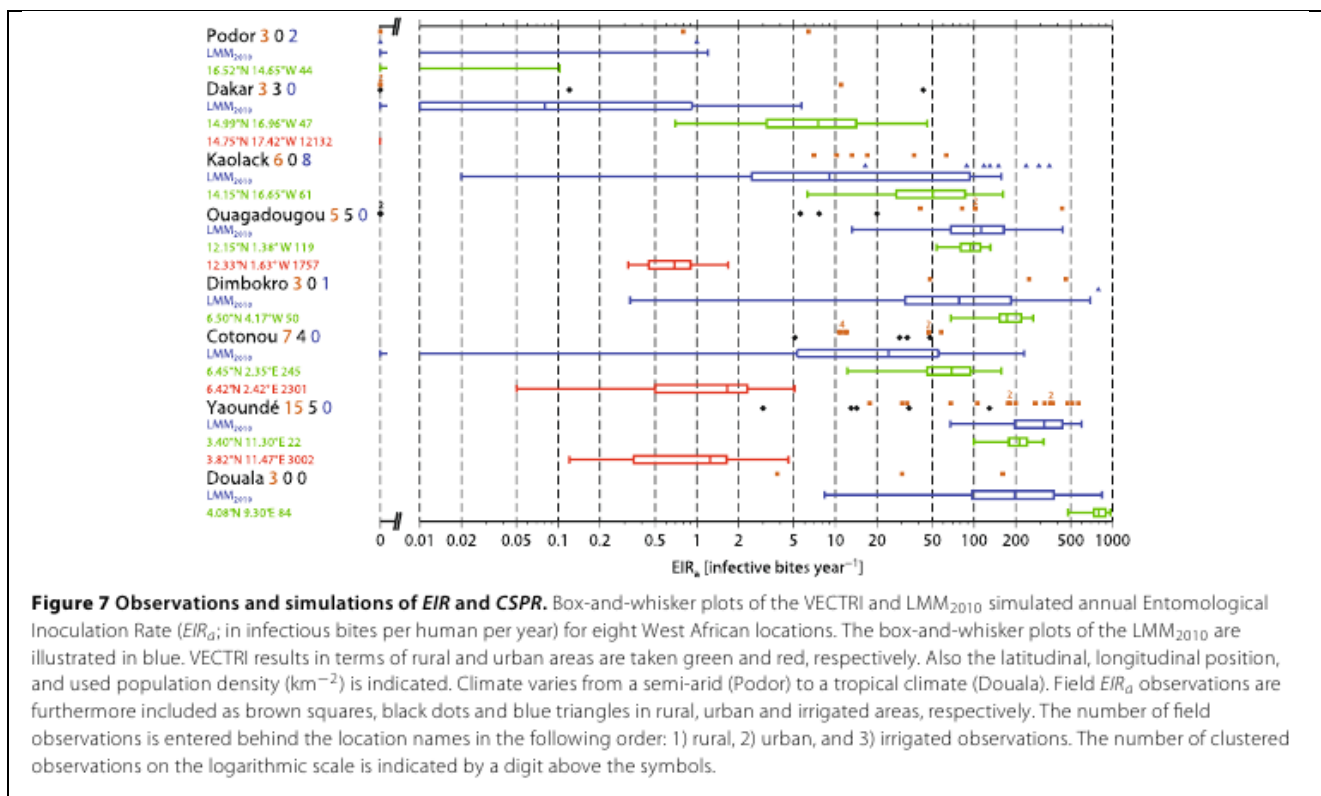 Podor 3 0 2
LMM2010
16.52°N 14.65°W 44
Dakar 3 3 0
2
LMM2010
14.99°N 16.96°W 47
14.75°N 17.42°W 12132
Kaolack 6 0 8
LMM2010
14.15°N 16.65°W 61
Ouagadougou 5 5 0
2
2
LMM2010
12.15°N 1.38°W 119
12.33°N 1.63°W 1757
Dimbokro 3 0 1
LMM2010
6.50°N 4.17°W 50
Cotonou 7 4 0
4 2
LMM2010
6.45°N 2.35°E 245
6.42°N 2.42°E 2301
Yaoundé 15 5 0
2 2
LMM2010
3.40°N 11.30°E 22
3.82°N 11.47°E 3002
Douala 3 0 0
LMM2010
4.08°N 9.30°E 84
0 0.01 0.02 0.05 0.1 0.2 0.5 1 2 5 10 20 50 100 200 500 1000
EIRa [infective bites year−1]
Figure 7 Observations and simulations of EIR and CSPR. Box-and-whisker plots of the VECTRI and LMM2010 simulated annual Entomological
Inoculation Rate (EIRa; in infectious bites per human per year) for eight West African locations. The box-and-whisker plots of the LMM2010 are
illustrated in blue. VECTRI results in terms of rural and urban areas are taken green and red, respectively. Also the latitudinal, longitudinal position,
and used population density (km−2) is indicated. Climate varies from a semi-arid (Podor) to a tropical climate (Douala). Field EIRa observations are
furthermore included as brown squares, black dots and blue triangles in rural, urban and irrigated areas, respectively. The number of field
observations is entered behind the location names in the following order: 1) rural, 2) urban, and 3) irrigated observations. The number of clustered
observations on the logarithmic scale is indicated by a digit above the symbols.